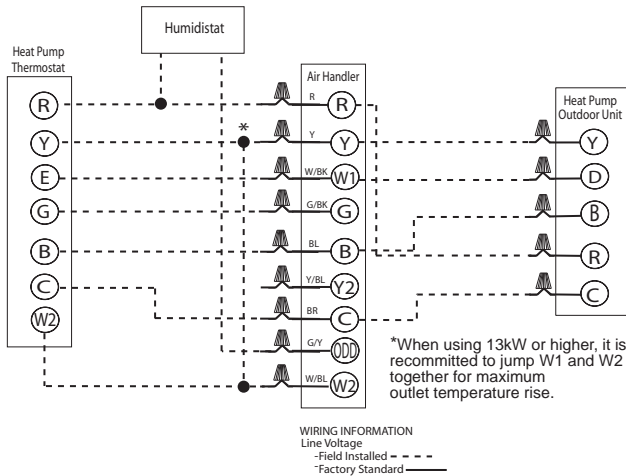 Humidistat
Heat Pump
Thermostat
R
Y
E
G
B
C
W2
*
Air Handler
R
R
Y
Y
W/BK
W1
G/BK
G
BL
B
Y/BL
Y2
BR
C
G/Y
ODD
W/BL
W2
Heat Pump
Outdoor Unit
Y
D
B
R
C
*When using 13kW or higher, it is
recommitted to jump W1 and W2
together for maximum
outlet temperature rise.
WIRING INFORMATION
Line Voltage
-Field Installed
-Factory Standard